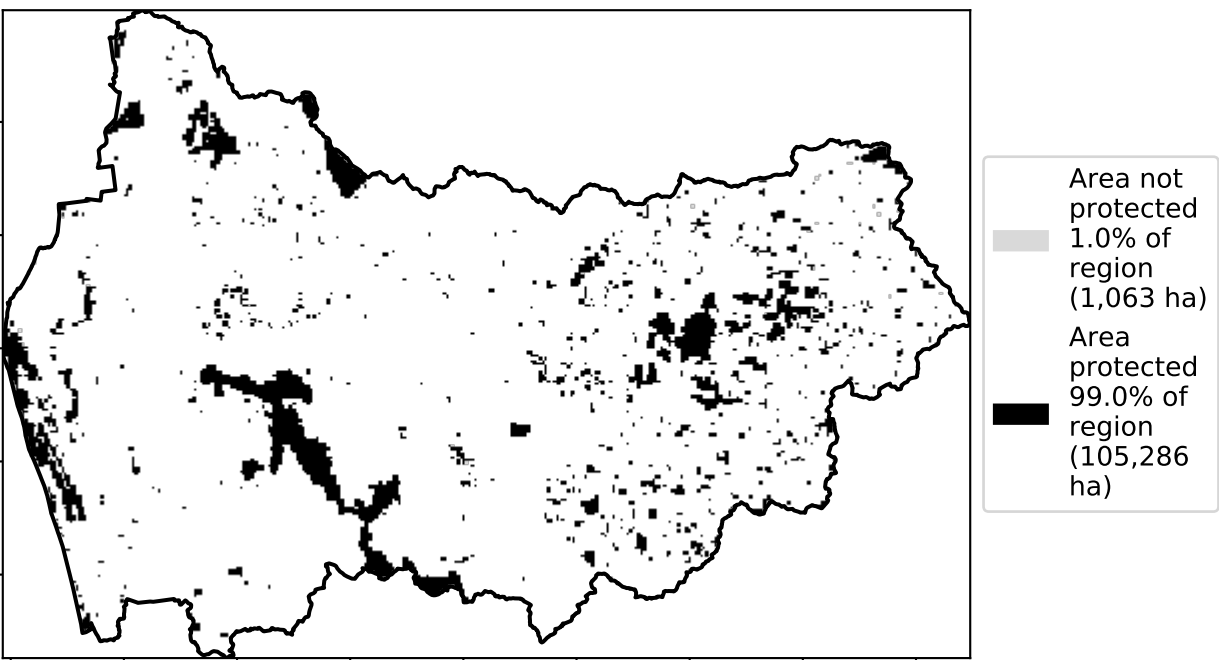 Area not
protected
1.0% of
region
(1,063 ha)
Area
protected
99.0% of
region
(105,286
ha)